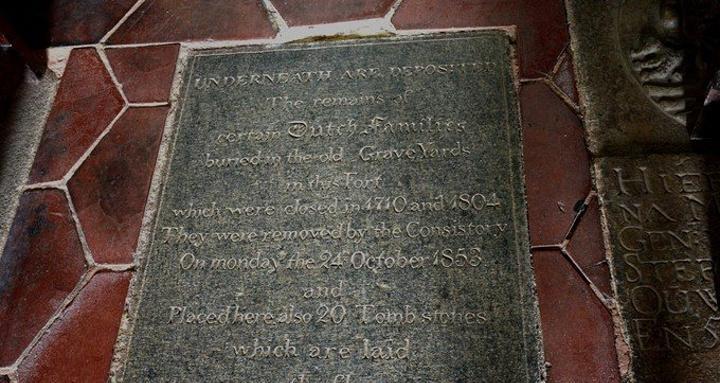 UNDERNEATH ARE DEPOSITED
The remains of
certain Dutch Families
buried in the old Grave Yards
in this Fort
which were closed in 1710 and 1804
They were removed by the Consistory
On monday the 24 October 1853
and
Placed here also 20 Tomb stones
which are laid
HIE
NA
GEN
STE
OUV
ENS